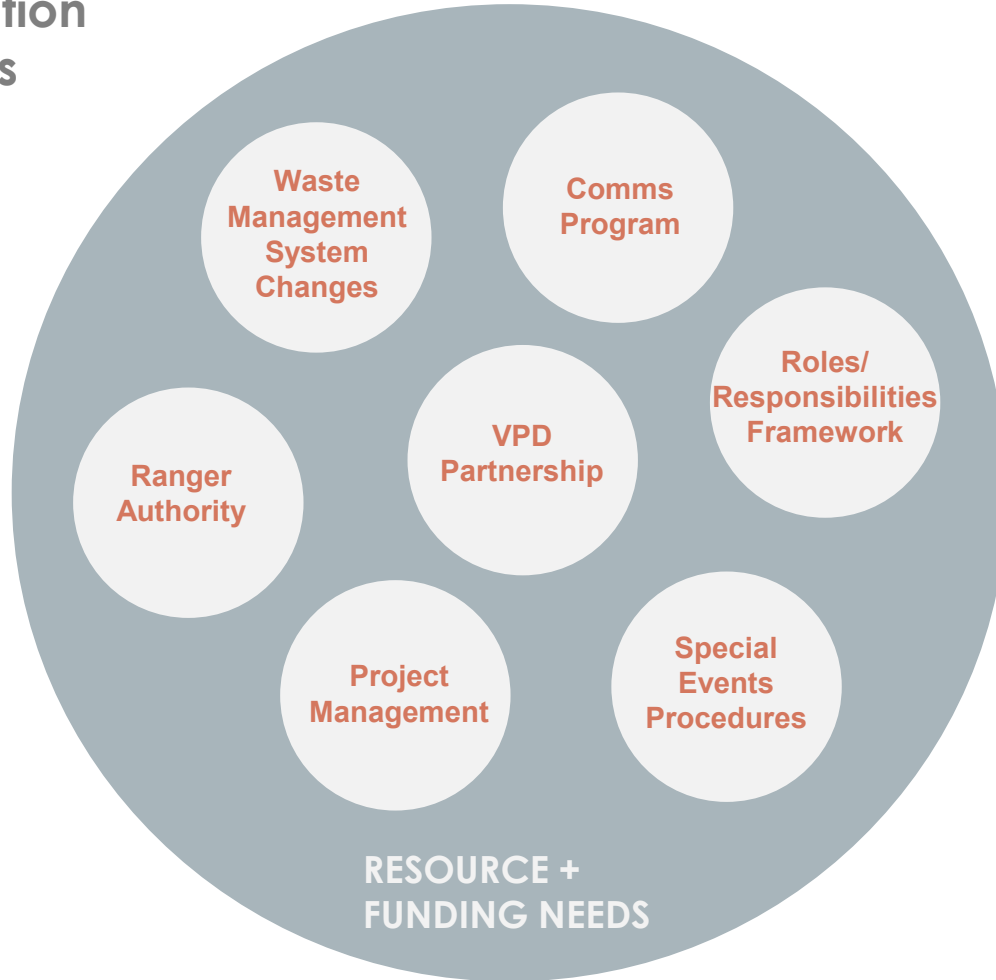 Waste
Management
System
Changes
Comms
Program
Roles/
Responsibilities
Framework
VPD
Partnership
Ranger
Authority
Project
Management
Special
Events
Procedures
RESOURCE +
FUNDING NEEDS